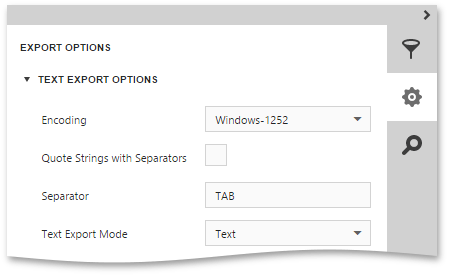 EXPORT OPTIONS
TEXT EXPORT OPTIONS
Encoding Windows-1252
Quote Strings with Separators
Separator TAB
Text Export Mode Text